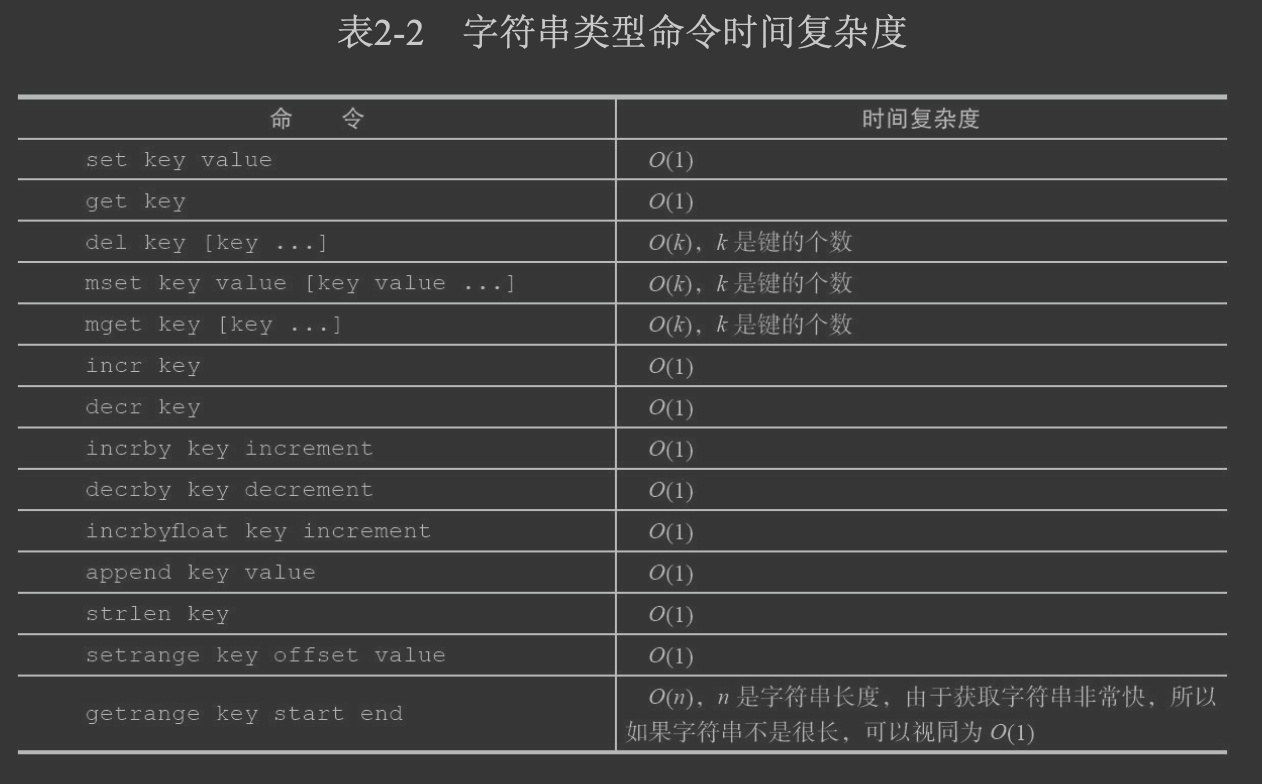 表2-2 字符串类型命令时间复杂度
命 令 时间复杂度
set key value O(1)
get key O(1)
del key [key ...] O(k)，k 是键的个数
mset key value [key value ...] O(k)，k 是键的个数
mget key [key ...] O(k)，k 是键的个数
incr key O(1)
decr key O(1)
incrby key increment O(1)
decrby key decrement O(1)
incrbyfloat key increment O(1)
append key value O(1)
strlen key O(1)
setrange key offset value O(1)
getrange key start end O(n)，n 是字符串长度，由于获取字符串非常快，所以
如果字符串不是很长，可以视同为 O(1)